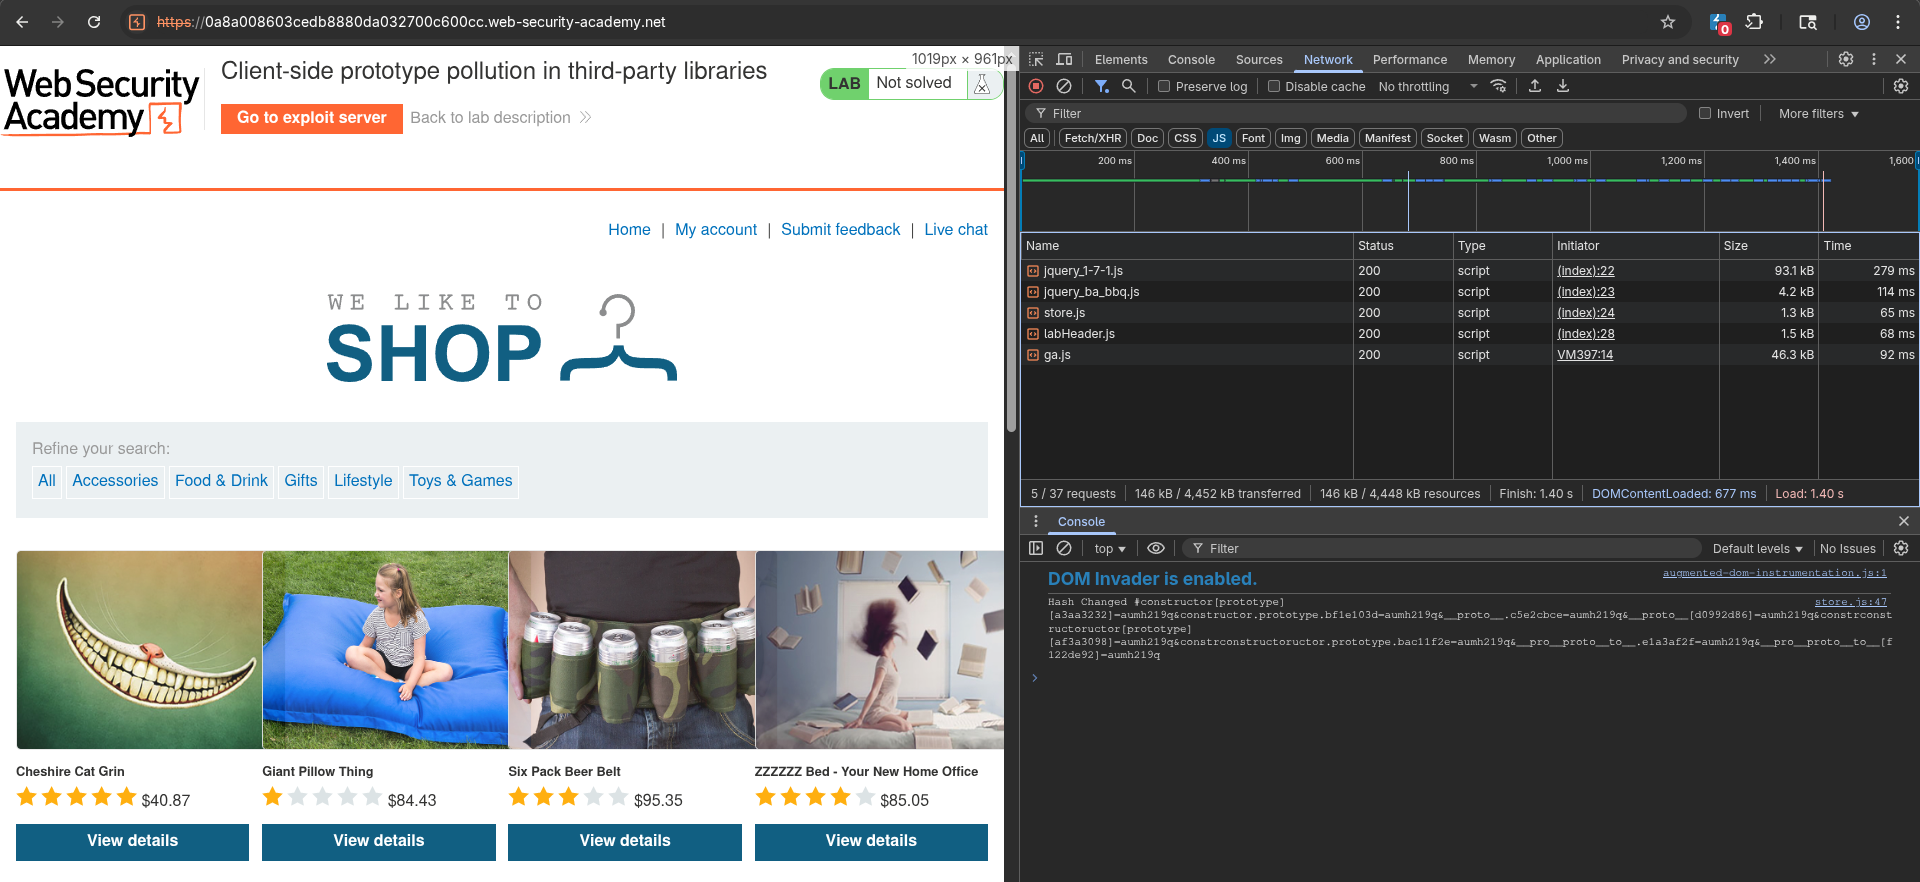 https://0a8a008603cedb8880da032700c600cc.web-security-academy.net
0
WebSecurity
Academy
Client-side prototype pollution in third-party libraries
Go to exploit server
Back to lab description
1019px × 961px
LAB
Not solved
Home | My account | Submit feedback | Live chat
WE LIKE TO
SHOP
Refine your search:
All
Accessories
Food & Drink
Gifts
Lifestyle
Toys & Games
Cheshire Cat Grin
$40.87
View details
Giant Pillow Thing
$84.43
View details
Six Pack Beer Belt
$95.35
View details
ZZZZZZ Bed - Your New Home Office
$85.05
View details
Elements Console Sources Network Performance Memory Application Privacy and security
Preserve log Disable cache No throttling
Filter Invert More filters
All Fetch/XHR Doc CSS JS Font Img Media Manifest Socket Wasm Other
200 ms 400 ms 600 ms 800 ms 1,000 ms 1,200 ms 1,400 ms 1,600
Name Status Type Initiator Size Time
jquery_1-7-1.js 200 script (index):22 93.1 kB 279 ms
jquery_ba_bbq.js 200 script (index):23 4.2 kB 114 ms
store.js 200 script (index):24 1.3 kB 65 ms
labHeader.js 200 script (index):28 1.5 kB 68 ms
ga.js 200 script VM397:14 46.3 kB 92 ms
5 / 37 requests 146 kB / 4,452 kB transferred 146 kB / 4,448 kB resources Finish: 1.40 s DOMContentLoaded: 677 ms Load: 1.40 s
Console
top Filter Default levels No Issues
DOM Invader is enabled. augmented-dom-instrumentation.js:1
Hash Changed #constructor[prototype] store.js:47
[a3aa3232]=aumh219q&constructor.prototype.bf1e103d=aumh219q&__proto__.c5e2cbce=aumh219q&__proto__[d0992d86]=aumh219q&constrconst
ructoructor[prototype]
[af3a3098]=aumh219q&constrconstructoructor.prototype.bac11f2e=aumh219q&__pro__proto__to__.e1a3af2f=aumh219q&__pro__proto__to__[f
122de92]=aumh219q